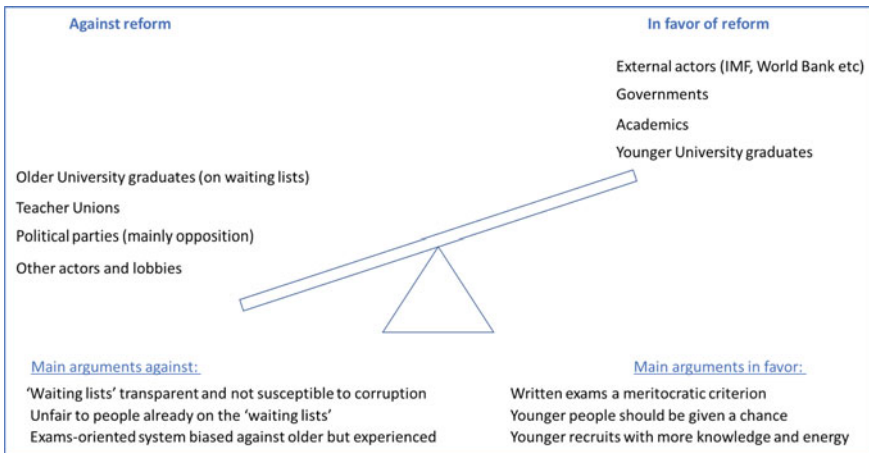 Against reform
In favor of reform
External actors (IMF, World Bank etc)
Governments
Academics
Younger University graduates
Older University graduates (on waiting lists)
Teacher Unions
Political parties (mainly opposition)
Other actors and lobbies
Main arguments against:
‘Waiting lists’ transparent and not susceptible to corruption
Unfair to people already on the ‘waiting lists’
Exams-oriented system biased against older but experienced
Main arguments in favor:
Written exams a meritocratic criterion
Younger people should be given a chance
Younger recruits with more knowledge and energy